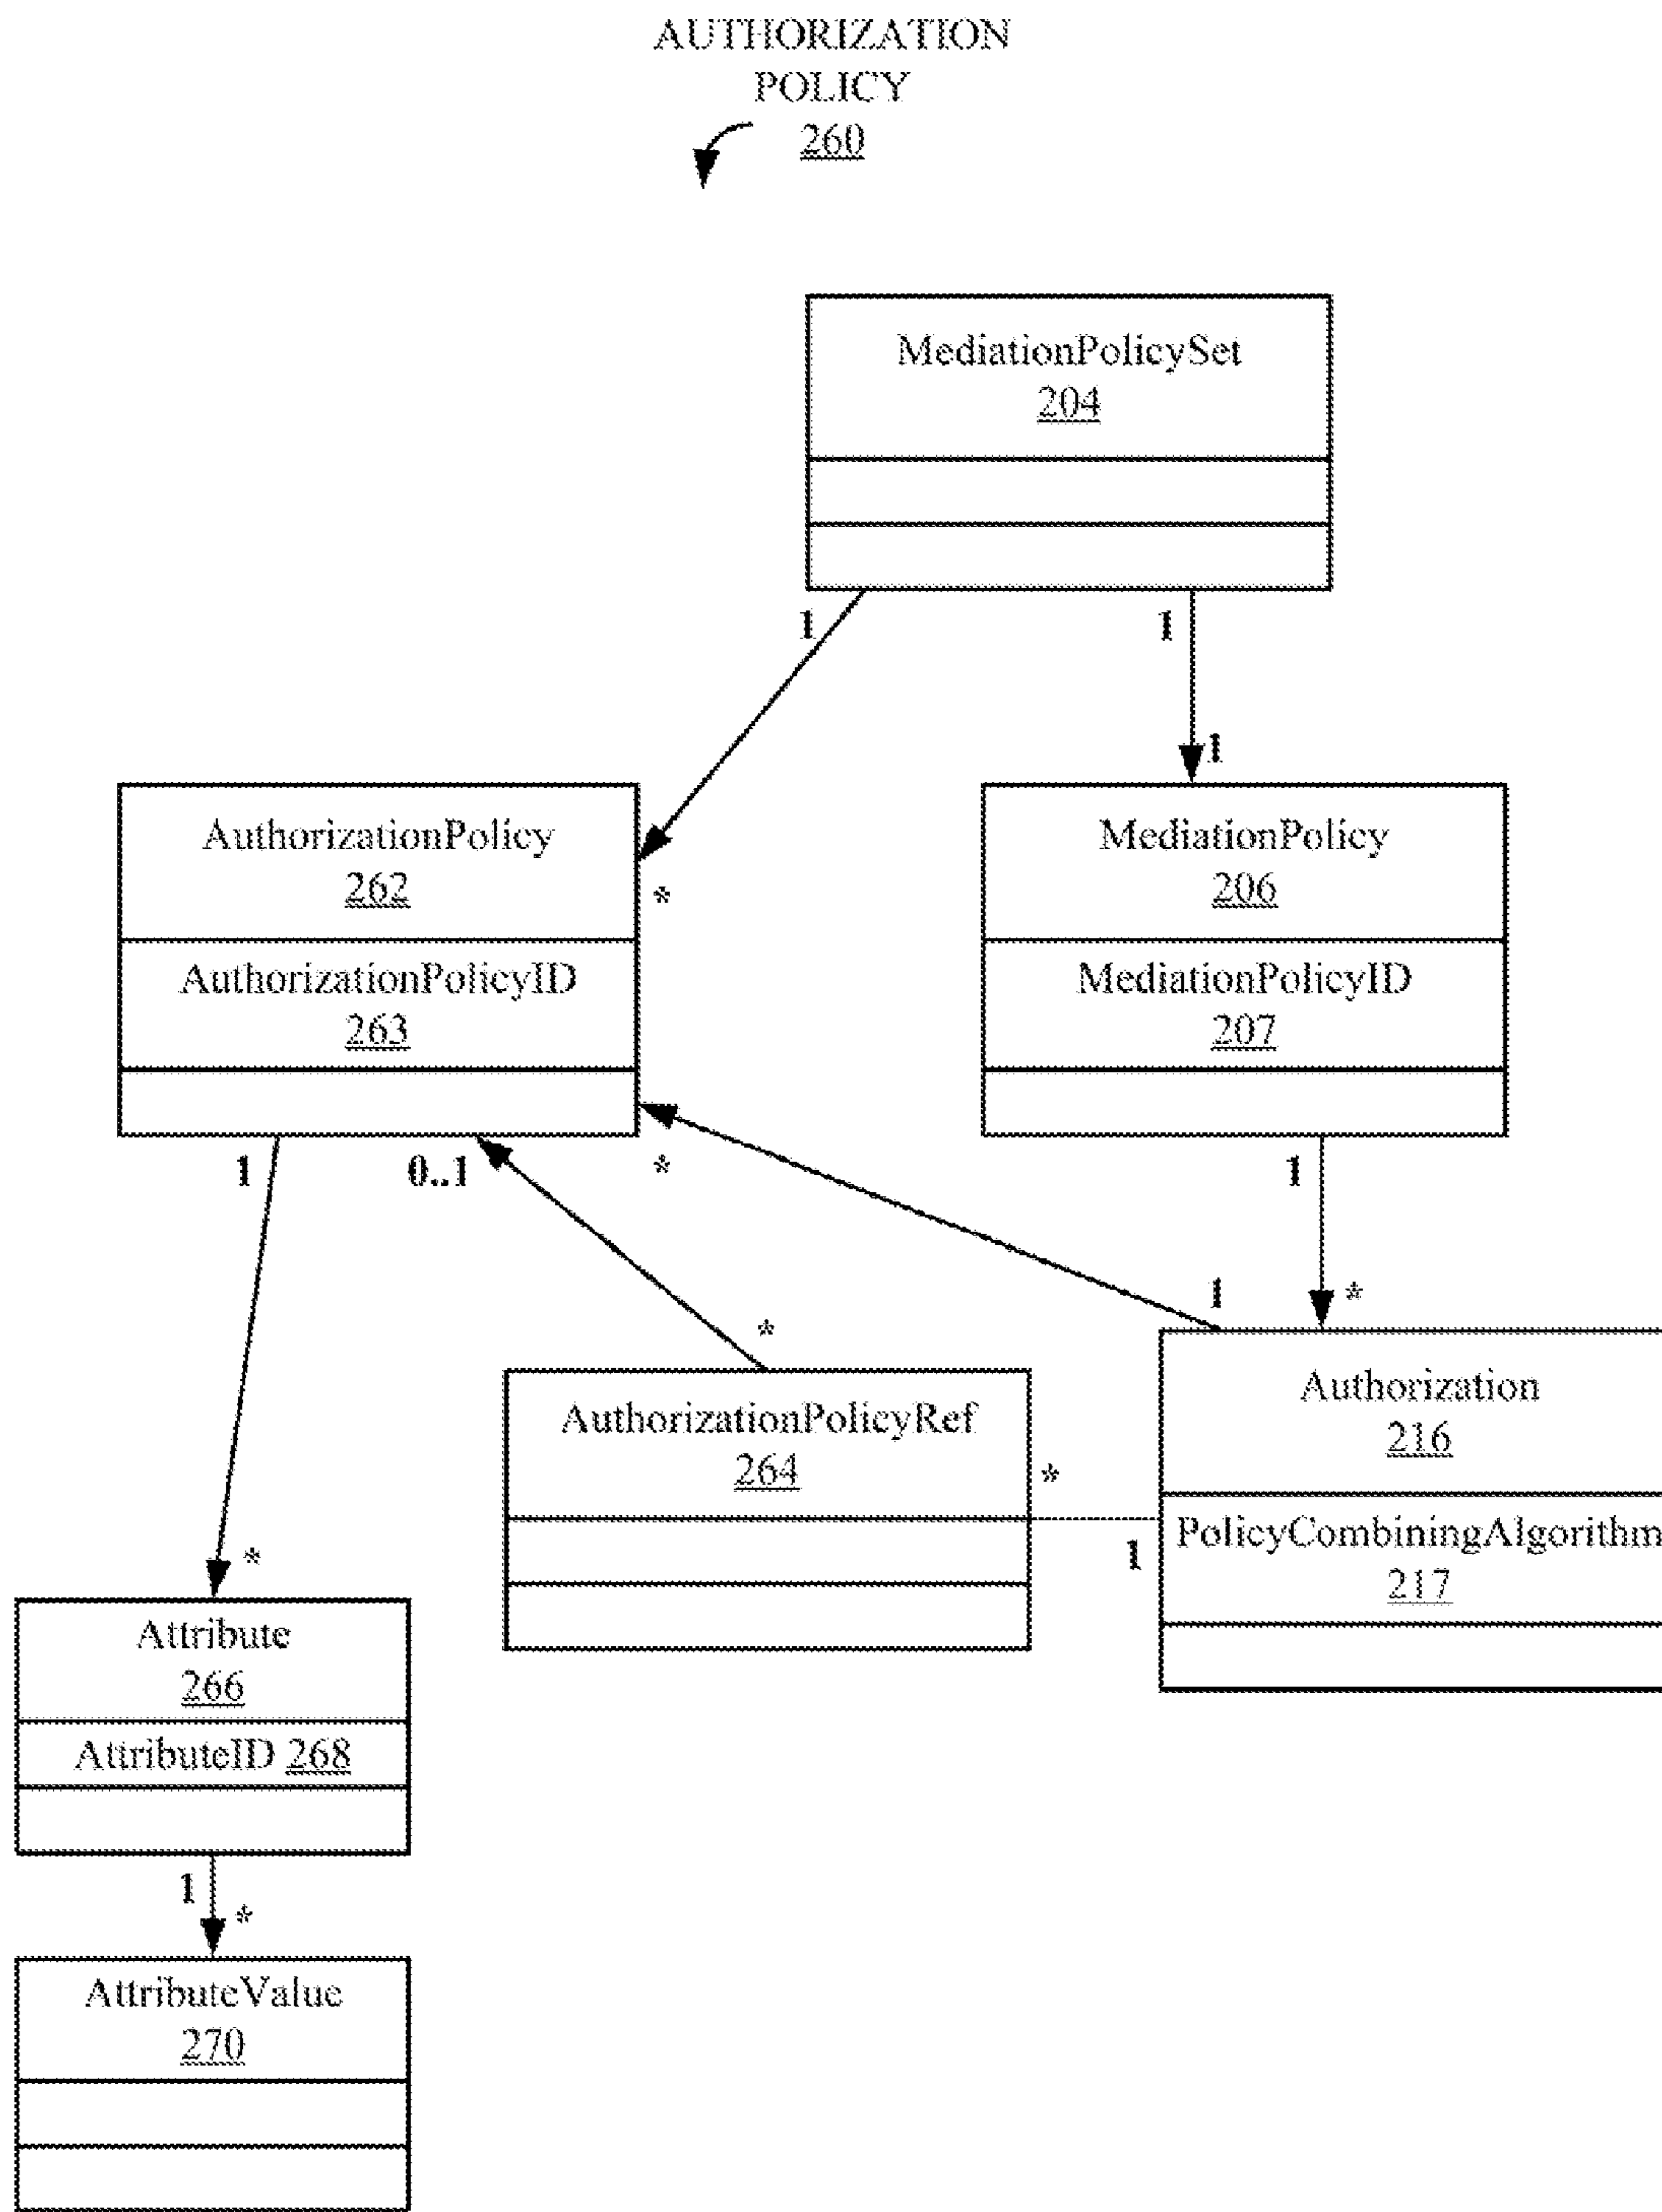 AUTHORIZATION
POLICY
260
MediationPolicySet
204
1
1
1
AuthorizationPolicy
262
*
MediationPolicy
206
AuthorizationPolicyID
263
MediationPolicyID
207
1
0..1
*
1
1
*
*
AuthorizationPolicyRef
264
Authorization
216
*
1
PolicyCombiningAlgorithm
217
*
Attribute
266
AttributeID 268
1
*
AttributeValue
270